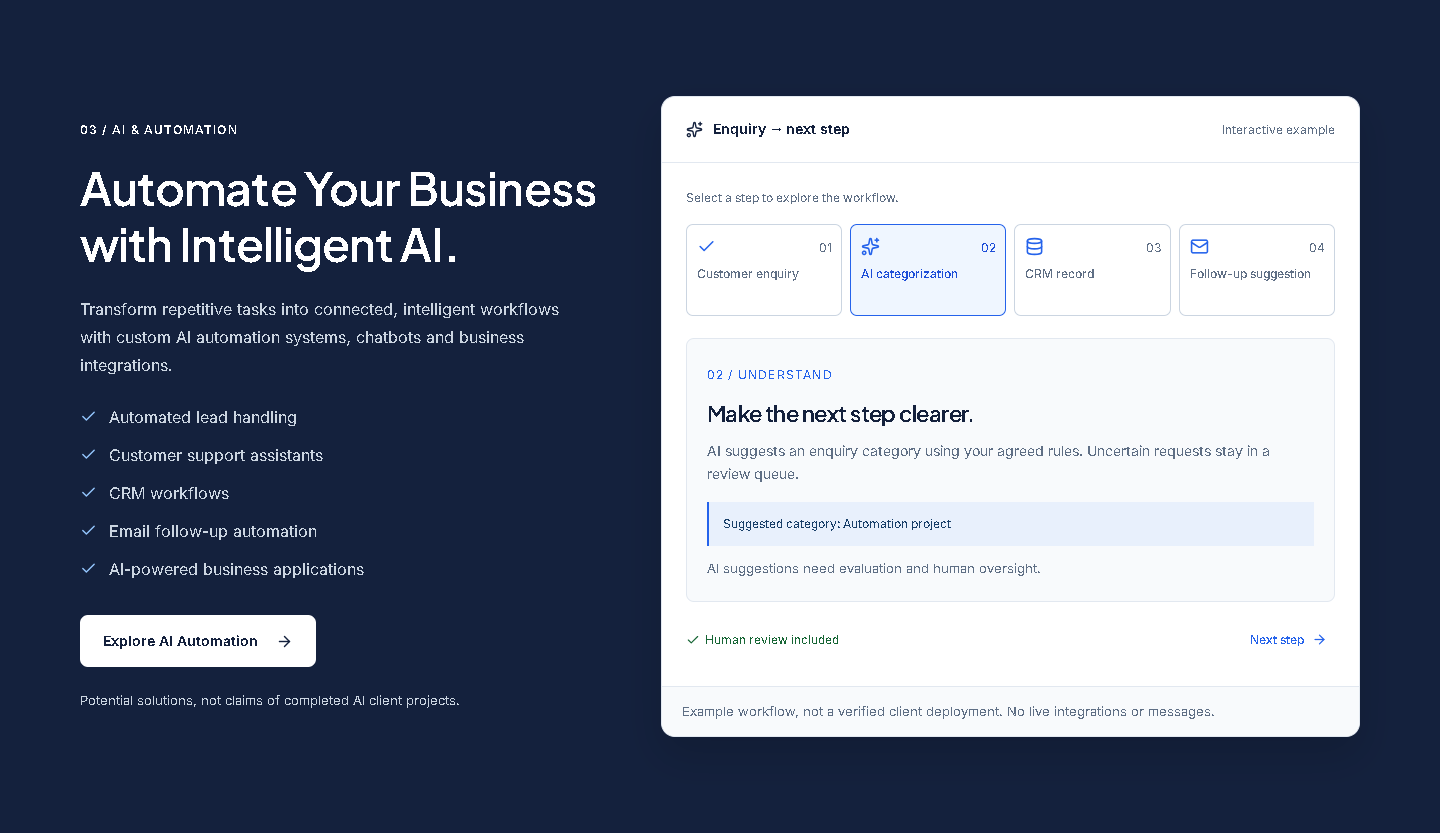 03 / AI & AUTOMATION
Automate Your Business
with Intelligent AI.
Transform repetitive tasks into connected, intelligent workflows
with custom AI automation systems, chatbots and business
integrations.
Automated lead handling
Customer support assistants
CRM workflows
Email follow-up automation
AI-powered business applications
Explore AI Automation →
Potential solutions, not claims of completed AI client projects.
Enquiry → next step
Interactive example
Select a step to explore the workflow.
01
Customer enquiry
02
AI categorization
03
CRM record
04
Follow-up suggestion
02 / UNDERSTAND
Make the next step clearer.
AI suggests an enquiry category using your agreed rules. Uncertain requests stay in a
review queue.
Suggested category: Automation project
AI suggestions need evaluation and human oversight.
Human review included
Next step →
Example workflow, not a verified client deployment. No live integrations or messages.